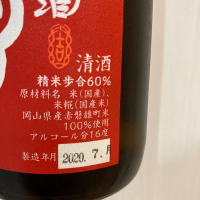 酒
清酒
精米歩合60%
原材料名 米(国産)、
米糀(国産米)
岡山県産赤磐雄町米
100%使用
アルコール分16度
製造年月 2020.7.